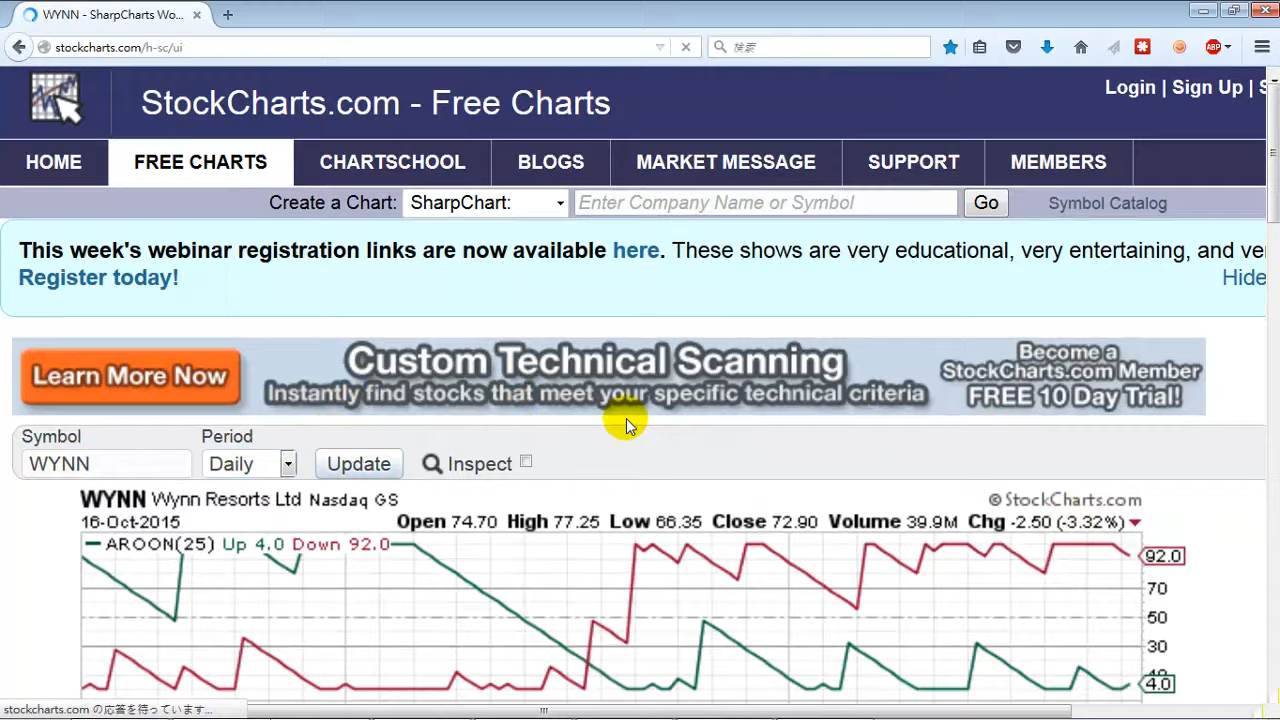 WYNN - SharpCharts Wo...
stockcharts.com/h-sc/ui
検索
ABP
Login | Sign Up | S
StockCharts.com - Free Charts
HOME FREE CHARTS CHARTSCHOOL BLOGS MARKET MESSAGE SUPPORT MEMBERS
Create a Chart: SharpChart: Enter Company Name or Symbol Go Symbol Catalog
This week's webinar registration links are now available here. These shows are very educational, very entertaining, and ve
Register today! Hide
Learn More Now
Custom Technical Scanning
Instantly find stocks that meet your specific technical criteria
Become a
StockCharts.com Member
FREE 10 Day Trial!
Symbol Period
WYNN Daily Update Inspect
WYNN Wynn Resorts Ltd Nasdaq GS © StockCharts.com
16-Oct-2015 Open 74.70 High 77.25 Low 66.35 Close 72.90 Volume 39.9M Chg -2.50 (-3.32%)
AROON(25) Up 4.0 Down 92.0
92.0
70
50
30
4.0
stockcharts.com の応答を待っています...